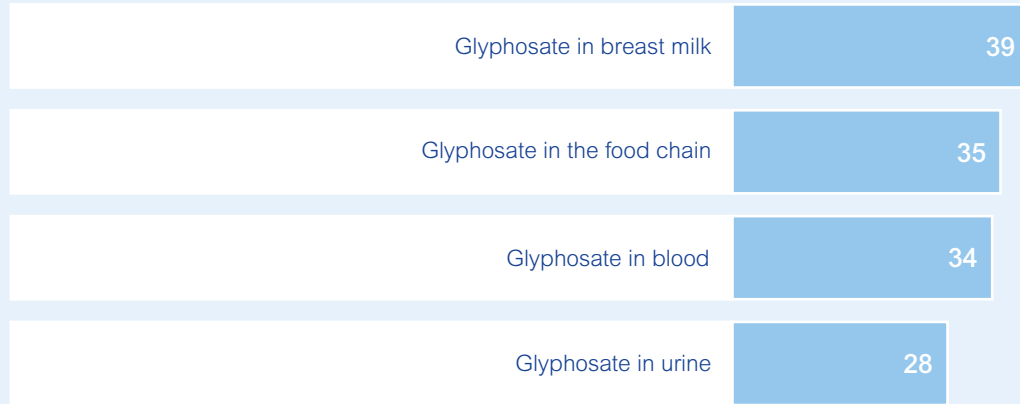 Glyphosate in breast milk 39
Glyphosate in the food chain 35
Glyphosate in blood 34
Glyphosate in urine 28